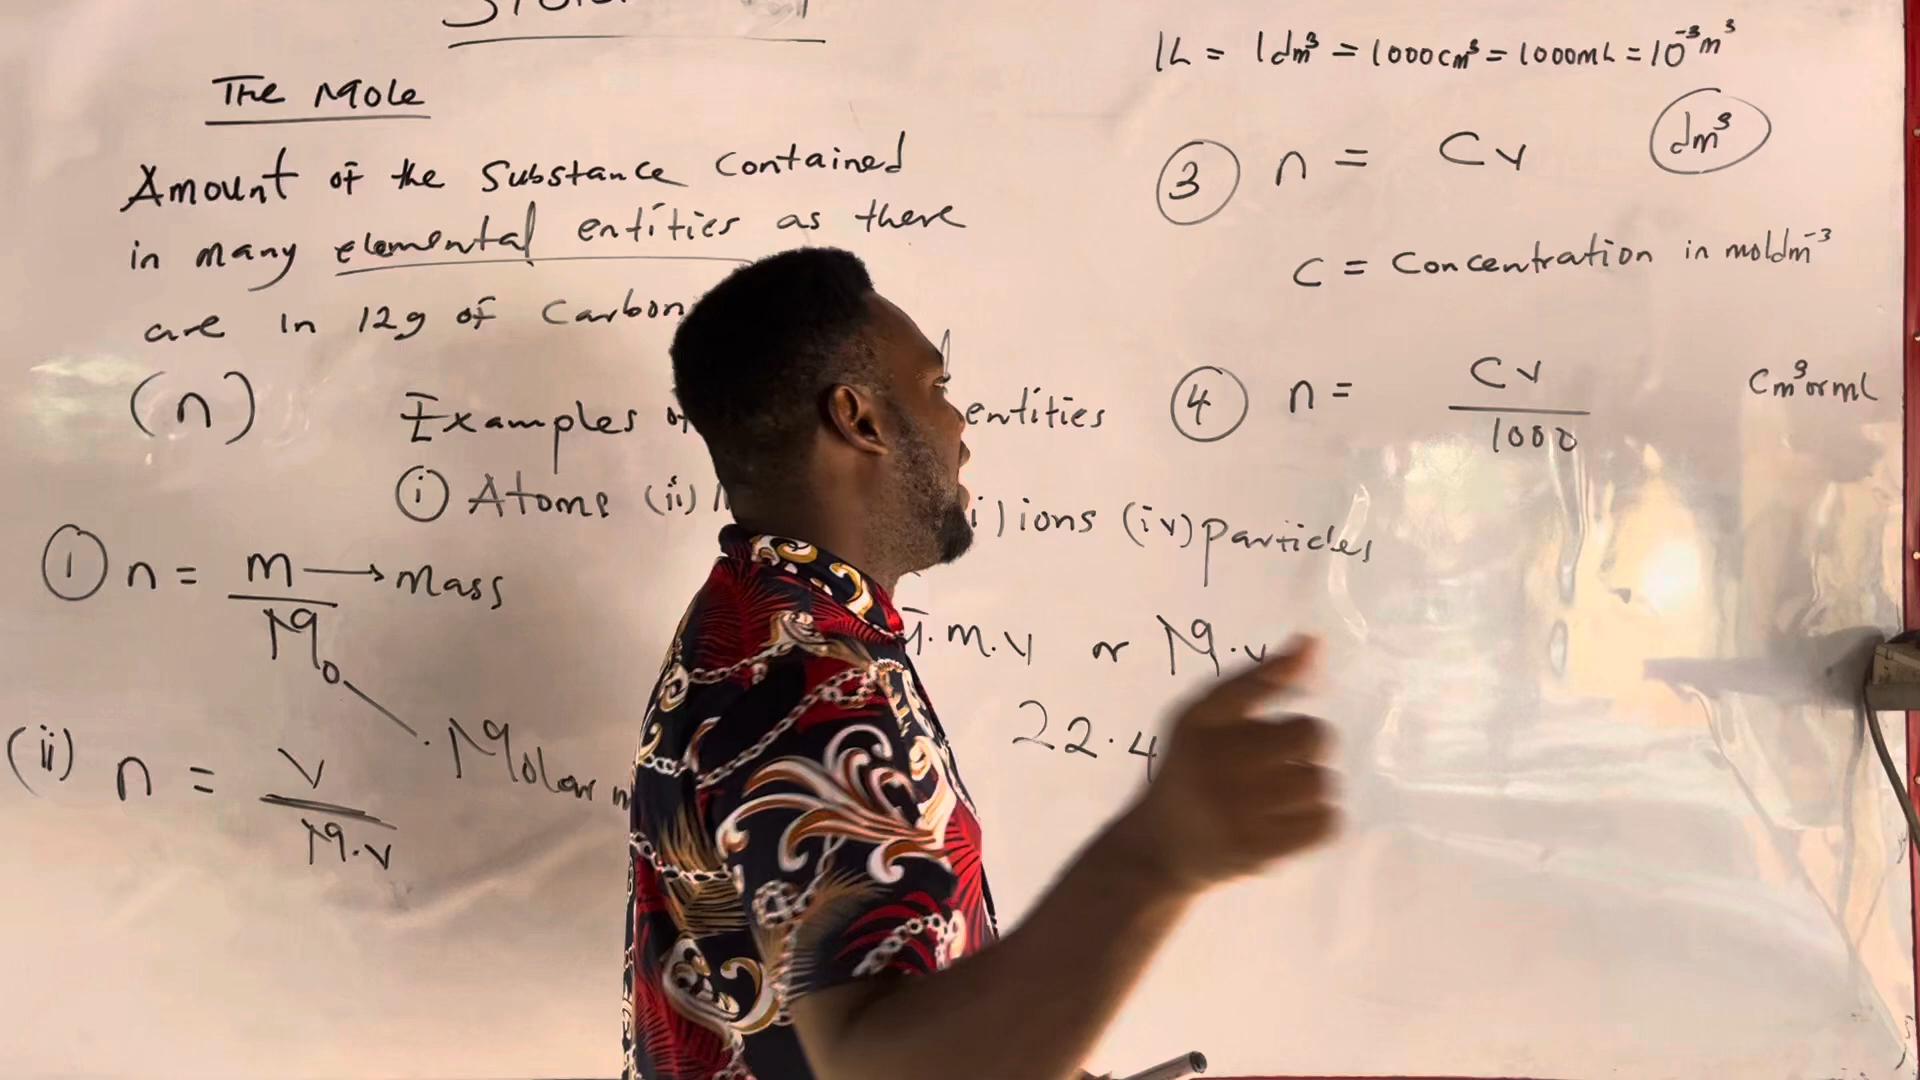 The Mole
Amount of the Substance contained
in many elemental entities as there
are in 12g of Carbon
(n)
Examples of entities
(i) Atoms (ii) ions (iv) particles
① n = m → mass
Mo
Molar
(ii) n = v
M.v
.m.v or M.v
22.4
1L = 1dm³ = 1000cm³ = 1000mL = 10⁻³m³
③ n = Cv dm³
C = Concentration in moldm⁻³
④ n = Cv cm³ or ml
1000